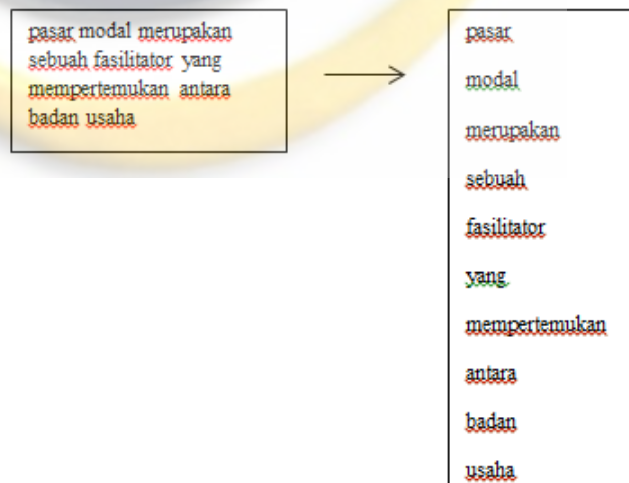 pasar modal merupakan
sebuah fasilitator yang
mempertemukan antara
badan usaha
pasar
modal
merupakan
sebuah
fasilitator
yang
mempertemukan
antara
badan
usaha